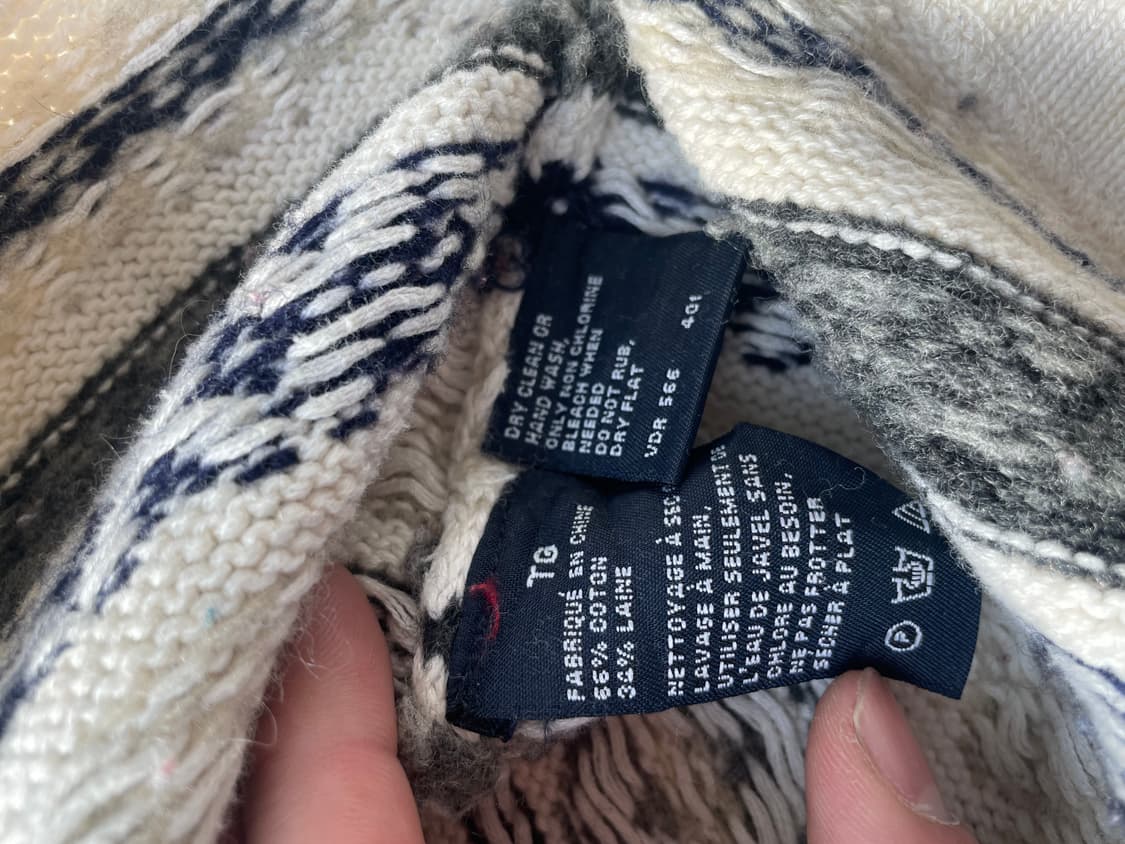 DRY CLEAN OR
HAND WASH,
ONLY NON CHLORINE
BLEACH WHEN
NEEDED
DO NOT RUB,
DRY FLAT
VDR 566 401
TG
FABRIQUÉ EN CHINE
66% COTON
34% LAINE
NETTOYAGE À SEC
LAVAGE À MAIN,
UTILISER SEULEMENT DE
L'EAU DE JAVEL SANS
CHLORE AU BESOIN,
NE PAS FROTTER
SÉCHER À PLAT
P